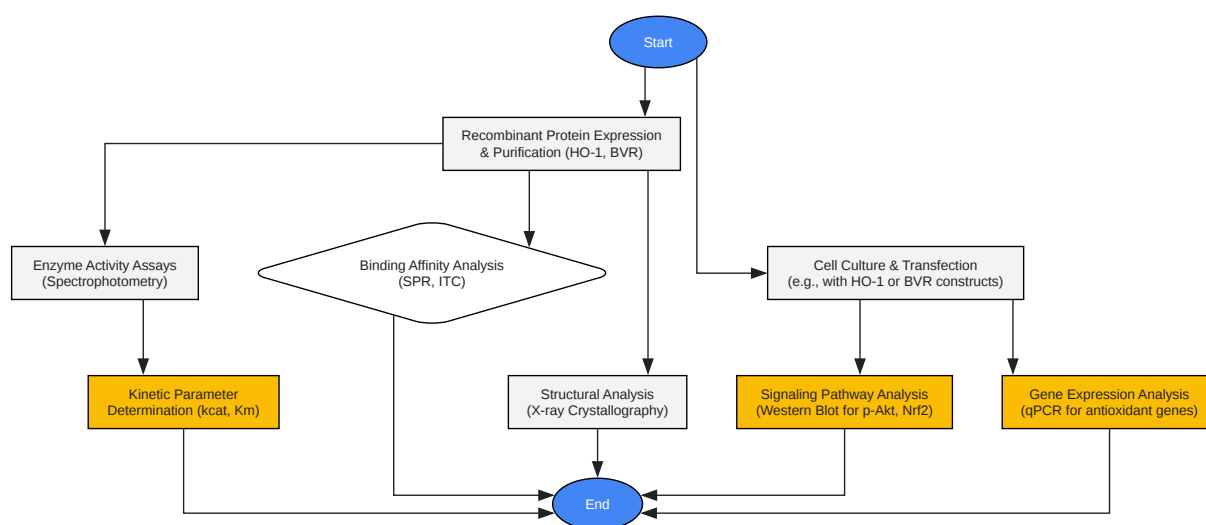 Start
Recombinant Protein Expression
& Purification (HO-1, BVR)
Enzyme Activity Assays
(Spectrophotometry)
Binding Affinity Analysis
(SPR, ITC)
Cell Culture & Transfection
(e.g., with HO-1 or BVR constructs)
Kinetic Parameter
Determination (kcat, Km)
Structural Analysis
(X-ray Crystallography)
Signaling Pathway Analysis
(Western Blot for p-Akt, Nrf2)
Gene Expression Analysis
(qPCR for antioxidant genes)
End